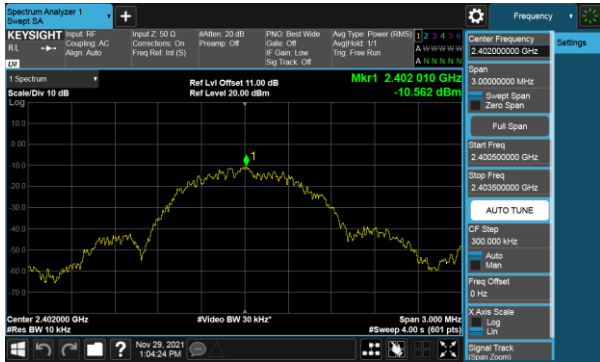 Spectrum Analyzer 1
Swept SA
Frequency
KEYSIGHT
RL
Input: RF
Coupling: AC
Align: Auto
Input Z: 50 Ω
Corrections: On
Freq Ref: Int (S)
#Atten: 20 dB
Preamp: Off
PNO: Best Wide
Gate: Off
IF Gain: Low
Sig Track: Off
Avg Type: Power (RMS)
Avg|Hold: 1/1
Trig: Free Run
1 2 3 4 5 6
A W W W W W
A N N N N N
1 Spectrum
Scale/Div 10 dB
Log
Ref Lvl Offset 11.00 dB
Ref Level 20.00 dBm
Mkr1 2.402 010 GHz
-10.562 dBm
10.0
0.00
-10.0
-20.0
-30.0
-40.0
-50.0
-60.0
-70.0
1
Center 2.402000 GHz
#Res BW 10 kHz
#Video BW 30 kHz*
Span 3.000 MHz
#Sweep 4.00 s (601 pts)
Nov 29, 2021
1:04:24 PM
?
Center Frequency
2.402000000 GHz
Settings
Span
3.00000000 MHz
Swept Span
Zero Span
Full Span
Start Freq
2.400500000 GHz
Stop Freq
2.403500000 GHz
AUTO TUNE
CF Step
300.000 kHz
Auto
Man
Freq Offset
0 Hz
X Axis Scale
Log
Lin
Signal Track
(Span Zoom)